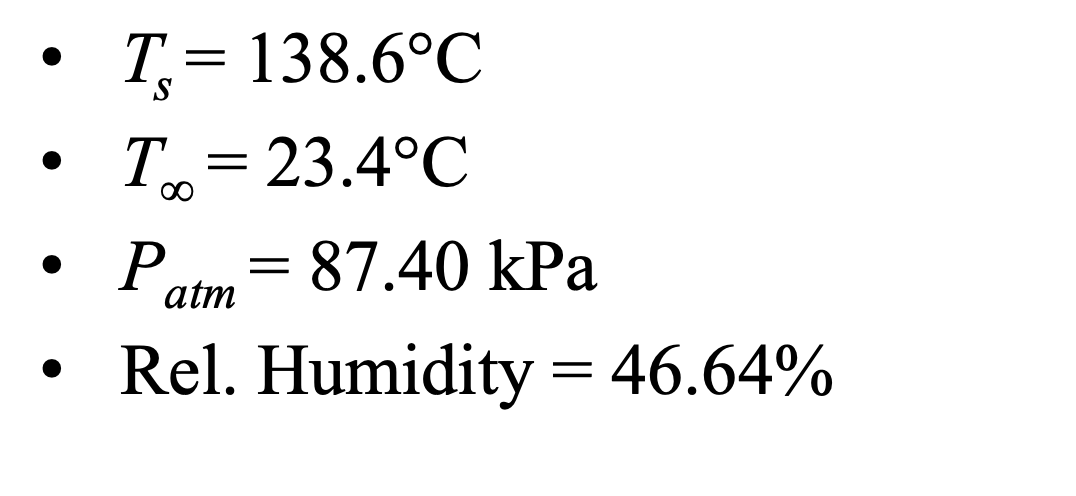 • T_s = 138.6°C
• T_∞ = 23.4°C
• P_atm = 87.40 kPa
• Rel. Humidity = 46.64%